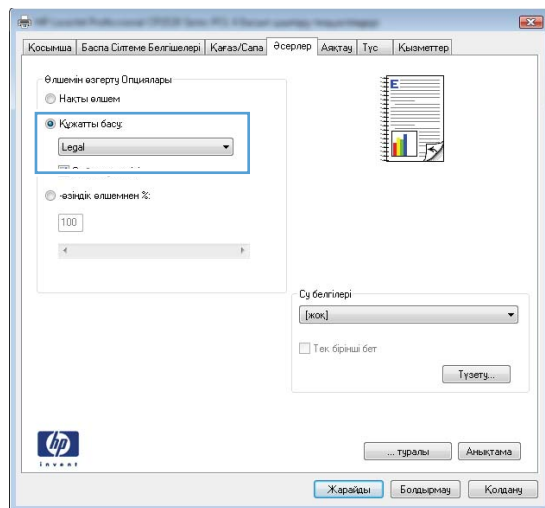 Қосымша Баспа Сілтеме Белгішелері Қағаз/Сапа Әсерлер Аяқтау Түс Қызметтер
Өлшемін өзгерту Опциялары
Нақты өлшем
Құжатты басу:
Legal
-өзіндік өлшемнен %:
100
E
Су белгілері
[жоқ]
Тек бірінші бет
Түзету...
hp
invent
... туралы Анықтама
Жарайды Болдырмау Қолдану